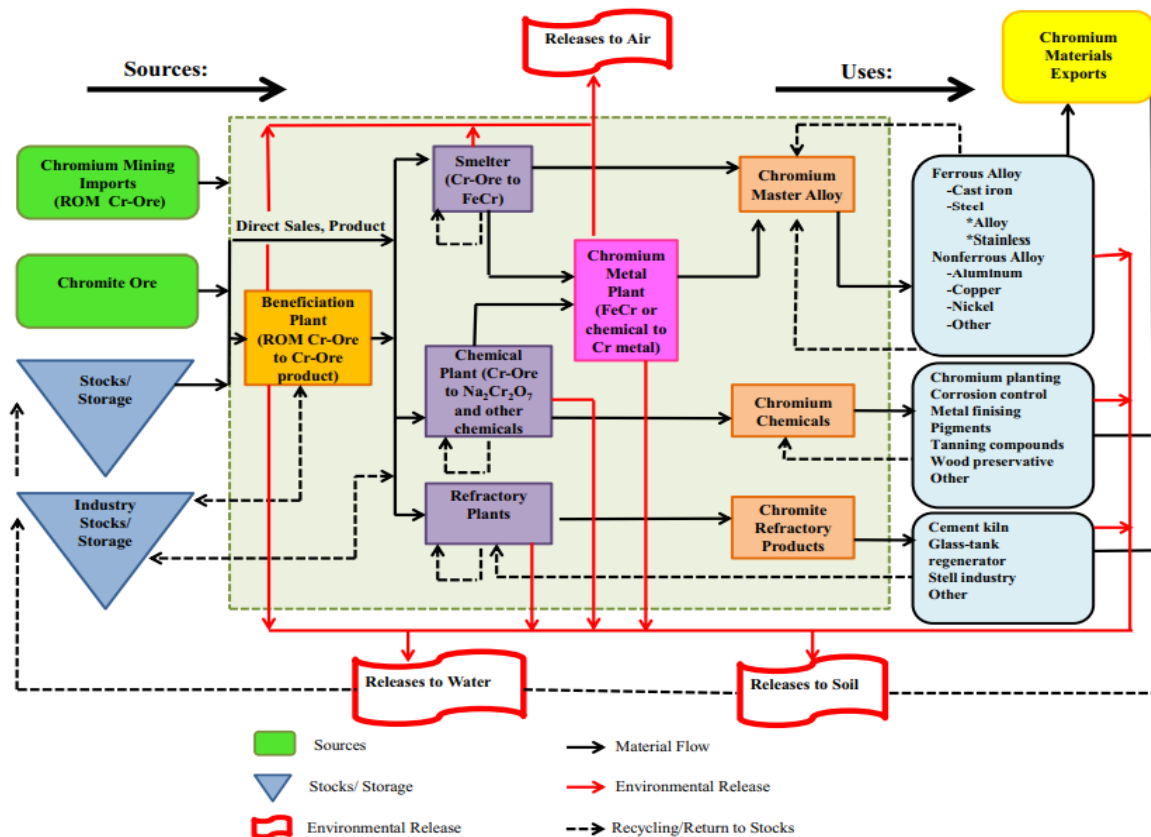 Releases to Air
Chromium
Materials
Exports
Sources:
Uses:
Chromium Mining
Imports
(ROM Cr-Ore)
Smelter
(Cr-Ore to
FeCr)
Chromium
Master Alloy
Ferrous Alloy
-Cast iron
-Steel
*Alloy
*Stainless
Nonferrous Alloy
-Aluminum
-Copper
-Nickel
-Other
Direct Sales, Product
Chromite Ore
Beneficiation
Plant
(ROM Cr-Ore
to Cr-Ore
product)
Chromium
Metal
Plant
(FeCr or
chemical to
Cr metal)
Stocks/
Storage
Chemical
Plant (Cr-Ore
to Na₂Cr₂O₇
and other
chemicals
Chromium
Chemicals
Chromium planting
Corrosion control
Metal finising
Pigments
Tanning compounds
Wood preservative
Other
Industry
Stocks/
Storage
Refractory
Plants
Chromite
Refractory
Products
Cement kiln
Glass-tank
regenerator
Stell industry
Other
Releases to Water
Releases to Soil
Sources
Material Flow
Stocks/ Storage
Environmental Release
Environmental Release
Recycling/Return to Stocks